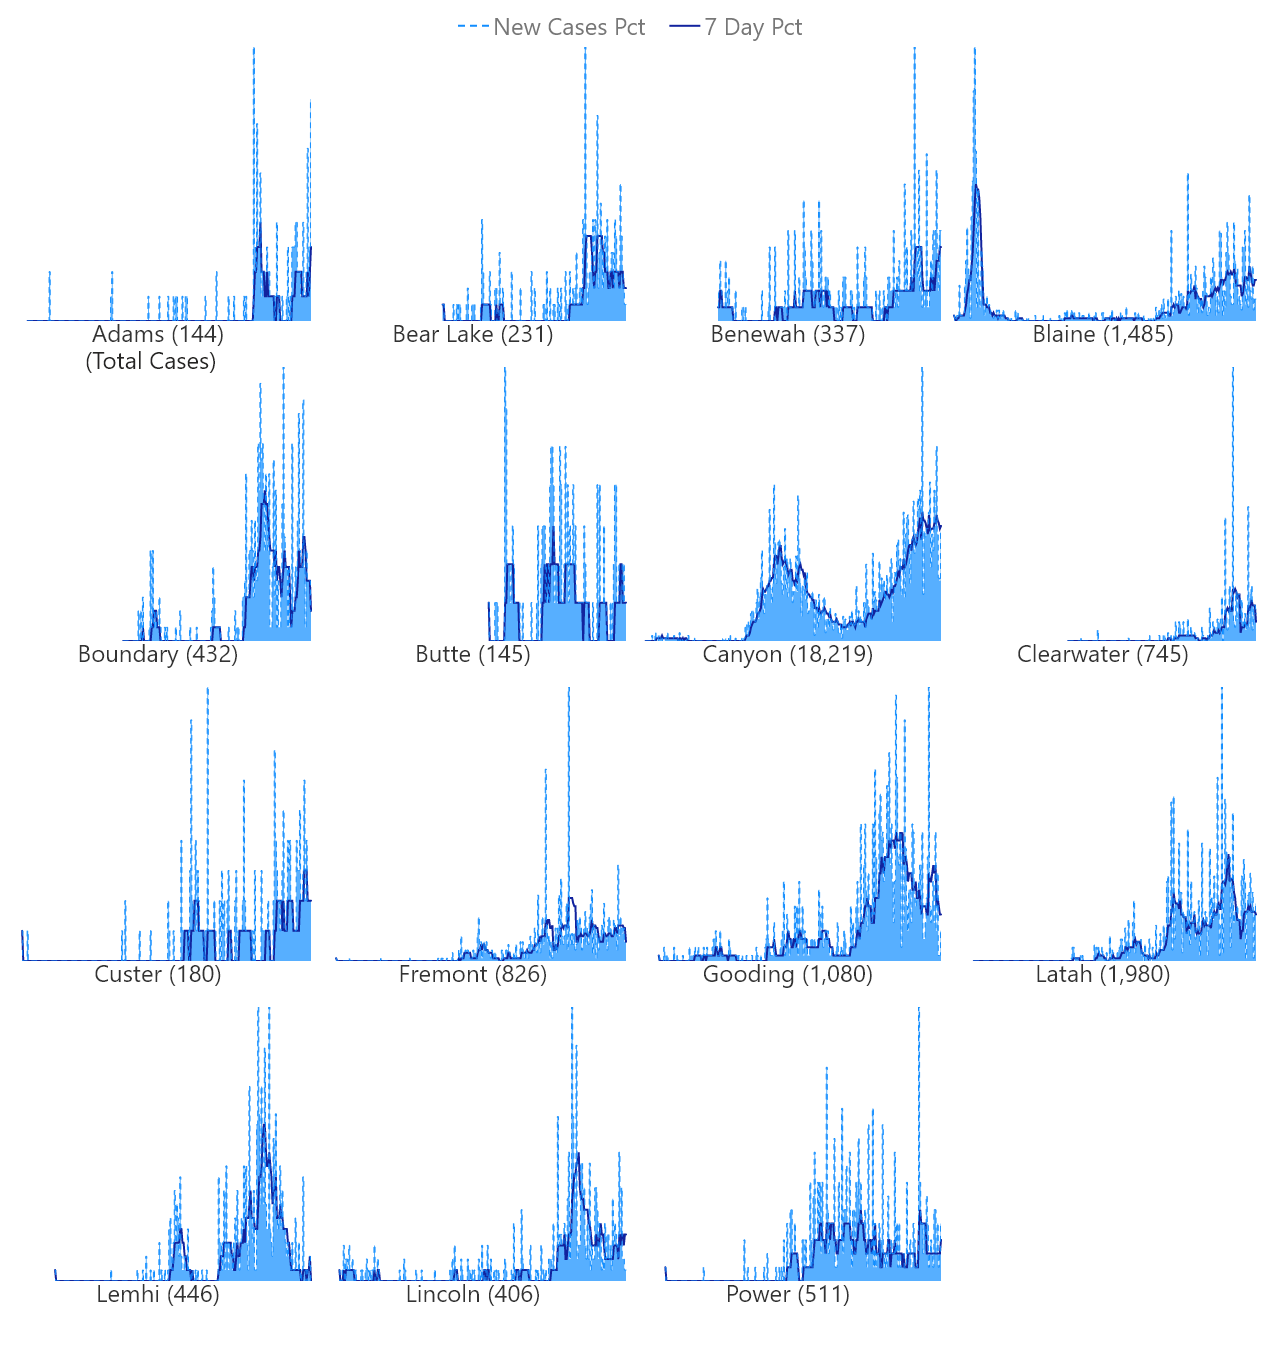 New Cases Pct 7 Day Pct
Adams (144) Bear Lake (231) Benewah (337) Blaine (1,485)
(Total Cases)
Boundary (432) Butte (145) Canyon (18,219) Clearwater (745)
Custer (180) Fremont (826) Gooding (1,080) Latah (1,980)
Lemhi (446) Lincoln (406) Power (511)